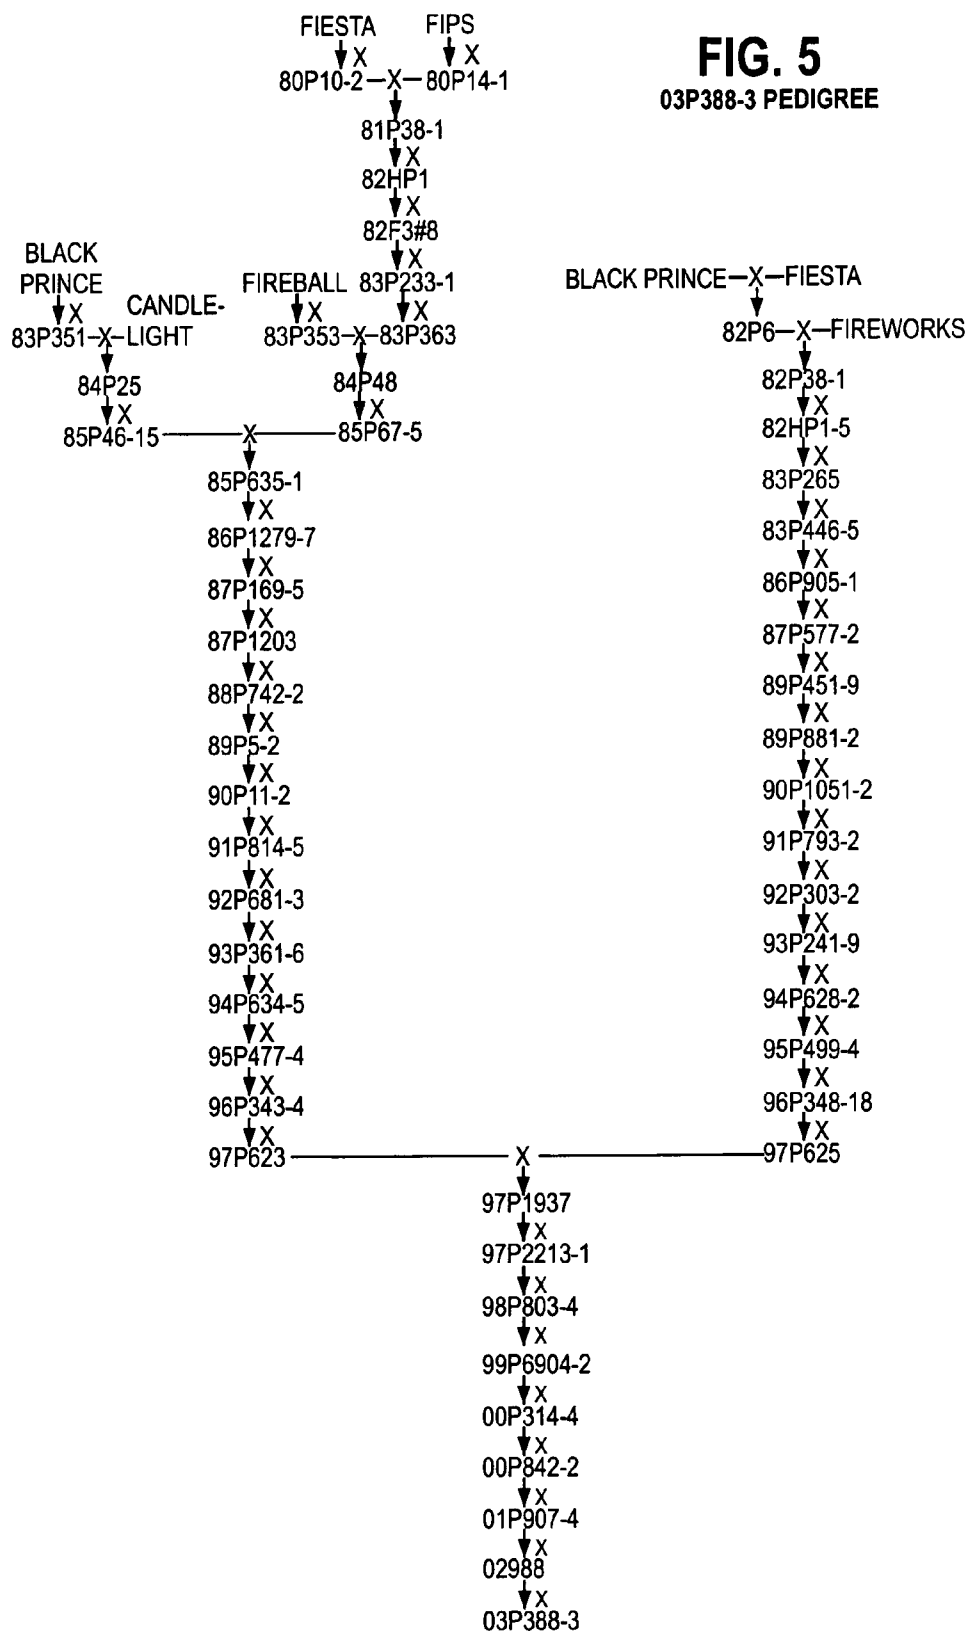 FIG. 5
03P388-3 PEDIGREE
FIESTA FIPS
X X
80P10-2 X 80P14-1
81P38-1
X
82HP1
X
82F3#8
X
BLACK
PRINCE
FIREBALL 83P233-1
BLACK PRINCE X FIESTA
X CANDLE-
X X
83P351 X LIGHT
83P353 X 83P363
82P6 X FIREWORKS
84P25 84P48 82P38-1
X X X
85P46-15 X 85P67-5 82HP1-5
X
85P635-1 83P265
X X
86P1279-7 83P446-5
X X
87P169-5 86P905-1
X X
87P1203 87P577-2
X X
88P742-2 89P451-9
X X
89P5-2 89P881-2
X X
90P11-2 90P1051-2
X X
91P814-5 91P793-2
X X
92P681-3 92P303-2
X X
93P361-6 93P241-9
X X
94P634-5 94P628-2
X X
95P477-4 95P499-4
X X
96P343-4 96P348-18
X X
97P623 X 97P625
97P1937
X
97P2213-1
X
98P803-4
X
99P6904-2
X
00P314-4
X
00P842-2
X
01P907-4
X
02988
X
03P388-3